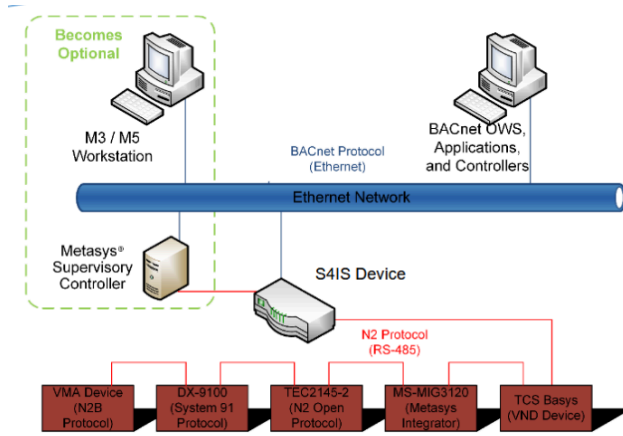 Becomes
Optional
M3 / M5
Workstation
BACnet Protocol
(Ethernet)
BACnet OWS,
Applications,
and Controllers
Ethernet Network
Metasys®
Supervisory
Controller
S4IS Device
N2 Protocol
(RS-485)
VMA Device
(N2B
Protocol)
DX-9100
(System 91
Protocol)
TEC2145-2
(N2 Open
Protocol)
MS-MIG3120
(Metasys
Integrator)
TCS Basys
(VND Device)